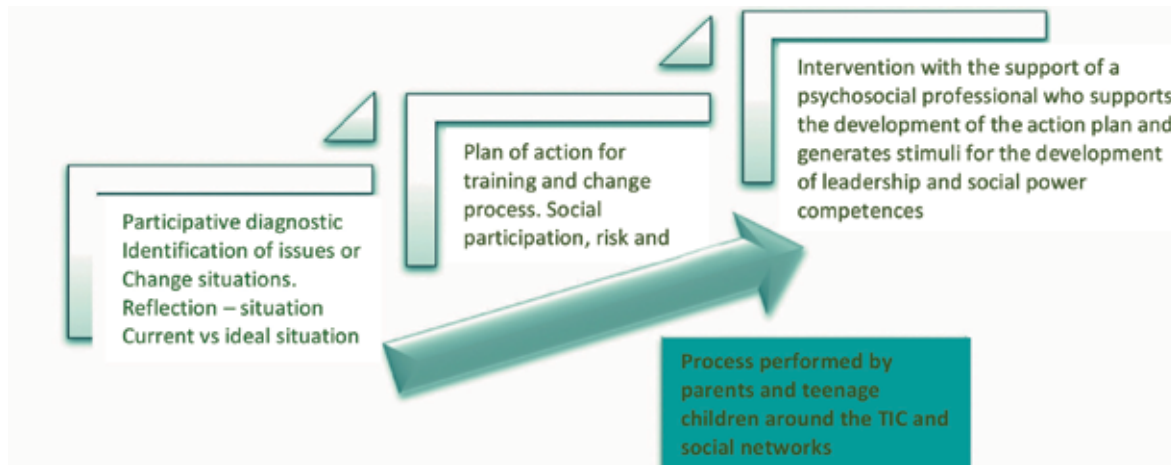 Participative diagnostic
Identification of issues or
Change situations.
Reflection – situation
Current vs ideal situation
Plan of action for
training and change
process. Social
participation, risk and
Intervention with the support of a
psychosocial professional who supports
the development of the action plan and
generates stimuli for the development
of leadership and social power
competences
Process performed by
parents and teenage
children around the TIC and
social networks